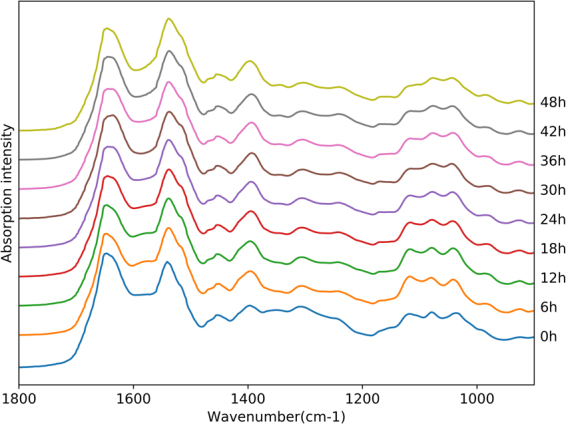 Absorption intensity
48h
42h
36h
30h
24h
18h
12h
6h
0h
1800 1600 1400 1200 1000
Wavenumber(cm-1)